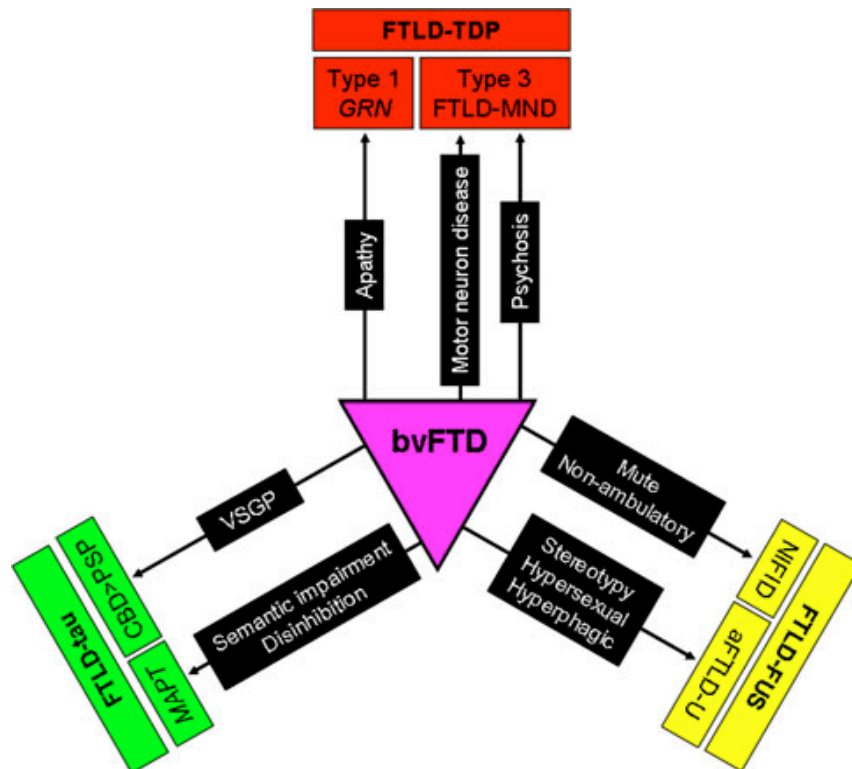 FTLD-TDP
Type 1
GRN
Type 3
FTLD-MND
Apathy
Motor neuron disease
Psychosis
bvFTD
VSGP
Mute
Non-ambulatory
Semantic impairment
Disinhibition
Stereotypy
Hypersexual
Hyperphagic
CBD>PSP
MAPT
FTLD-tau
NIFID
aFTLD-U
FTLD-FUS